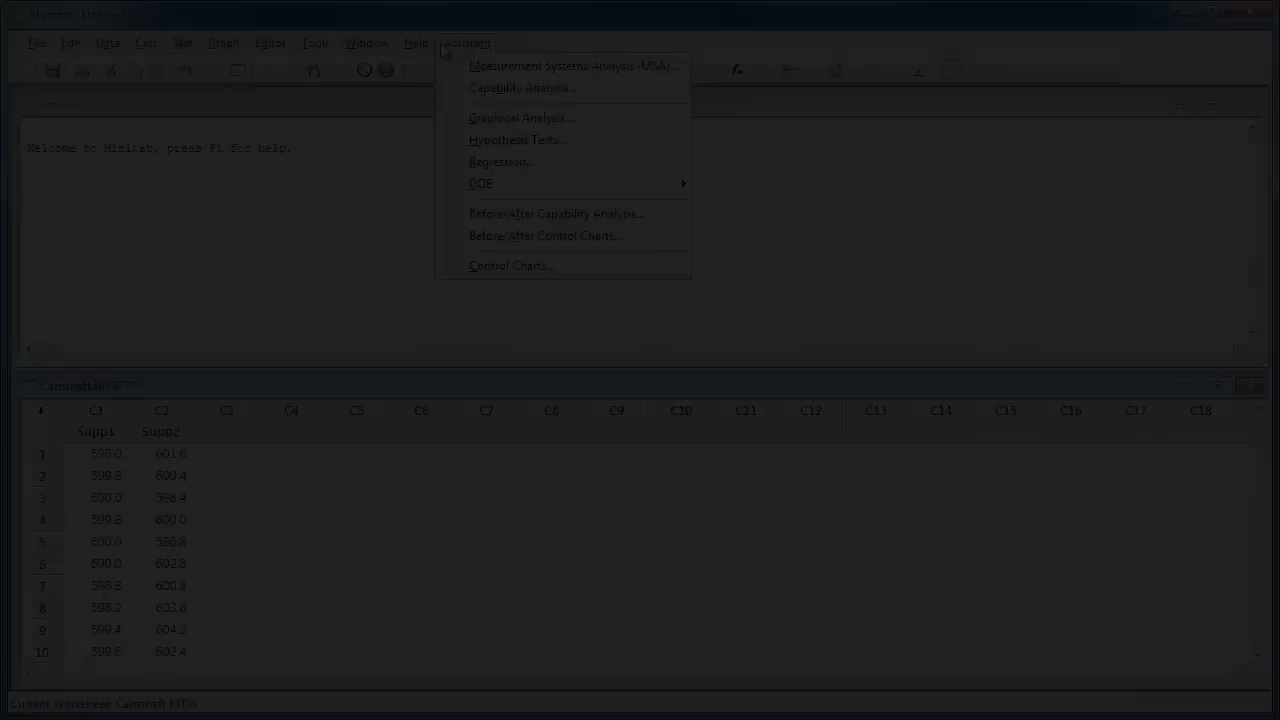 Minitab - Untitled
File Edit Data Calc Stat Graph Editor Tools Window Help Assistant
Measurement Systems Analysis (MSA)...
Capability Analysis...
Graphical Analysis...
Hypothesis Tests...
Regression...
DOE
Before/After Capability Analysis...
Before/After Control Charts...
Control Charts...
Welcome to Minitab, press F1 for help.
Camshaft.MTW
C1 C2 C3 C4 C5 C6 C7 C8 C9 C10 C11 C12 C13 C14 C15 C16 C17 C18
Supp1 Supp2
1 598.0 601.6
2 599.8 600.4
3 600.0 598.4
4 599.8 600.0
5 600.0 596.8
6 600.0 602.8
7 598.8 600.8
8 598.2 603.6
9 599.4 604.2
10 599.6 602.4
Current Worksheet: Camshaft.MTW